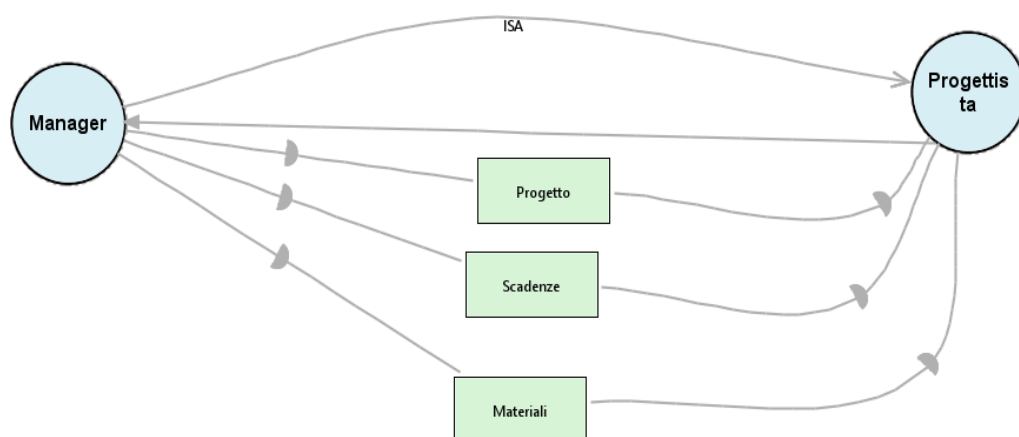 ISA
Manager
Progettis
ta
Progetto
Scadenze
Materiali